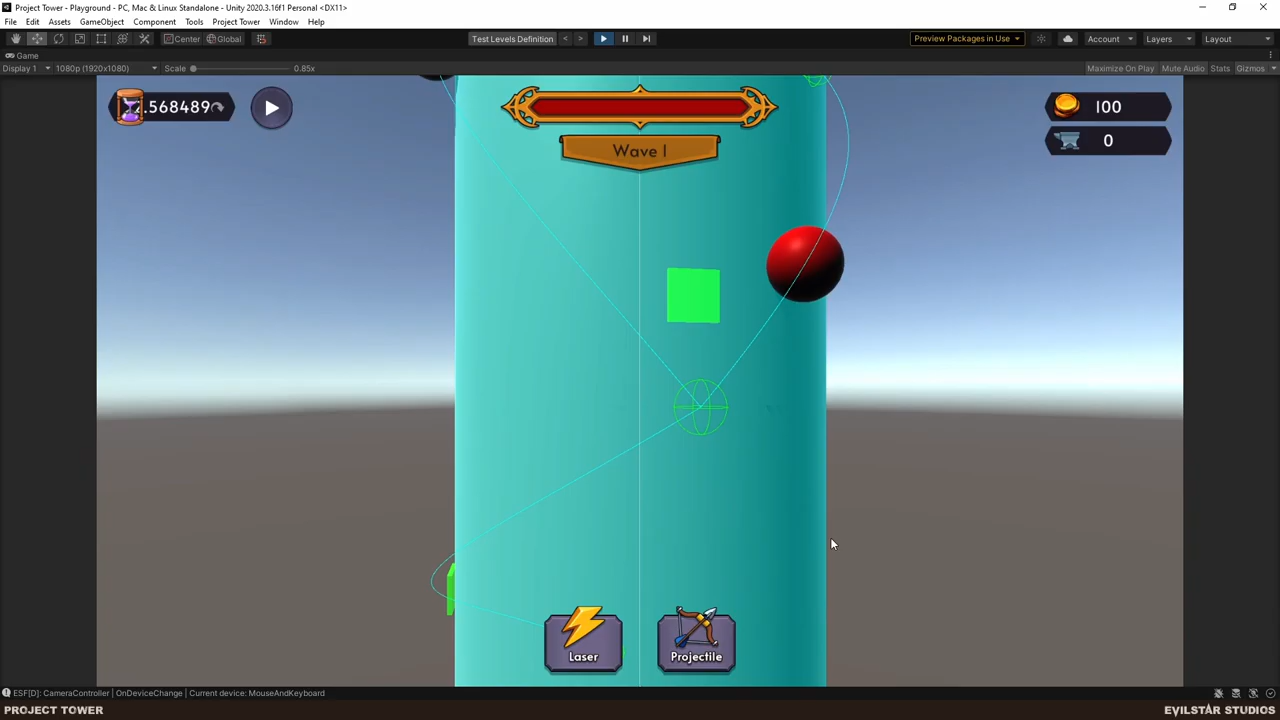 Project Tower - Playground - PC, Mac & Linux Standalone - Unity 2020.3.16f1 Personal <DX11>
File Edit Assets GameObject Component Tools Project Tower Window Help
Center Global Test Levels Definition < > Preview Packages in Use Account Layers Layout
Game
Display 1 1080p (1920x1080) Scale 0.85x Maximize On Play Mute Audio Stats Gizmos
.568489
100
Wave 1
0
Laser
Projectile
ESF[D]: CameraController | OnDeviceChange | Current device: MouseAndKeyboard
PROJECT TOWER
EVILSTAR STUDIOS